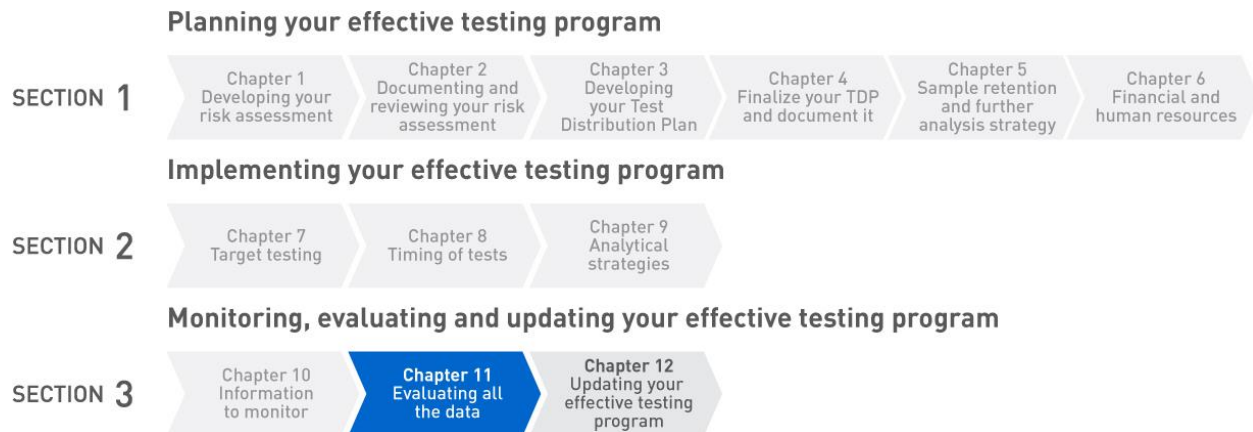 Planning your effective testing program
SECTION 1
Chapter 1
Developing your
risk assessment
Chapter 2
Documenting and
reviewing your risk
assessment
Chapter 3
Developing
your Test
Distribution Plan
Chapter 4
Finalize your TDP
and document it
Chapter 5
Sample retention
and further
analysis strategy
Chapter 6
Financial and
human resources
Implementing your effective testing program
SECTION 2
Chapter 7
Target testing
Chapter 8
Timing of tests
Chapter 9
Analytical
strategies
Monitoring, evaluating and updating your effective testing program
SECTION 3
Chapter 10
Information
to monitor
Chapter 11
Evaluating all
the data
Chapter 12
Updating your
effective testing
program